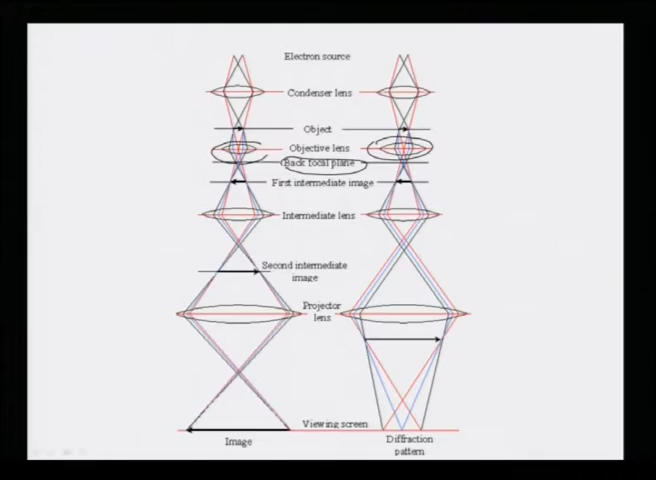 Electron source
Condenser lens
Object
Objective lens
Back focal plane
First intermediate image
Intermediate lens
Second intermediate
image
Projector
lens
Viewing screen
Image
Diffraction
pattern